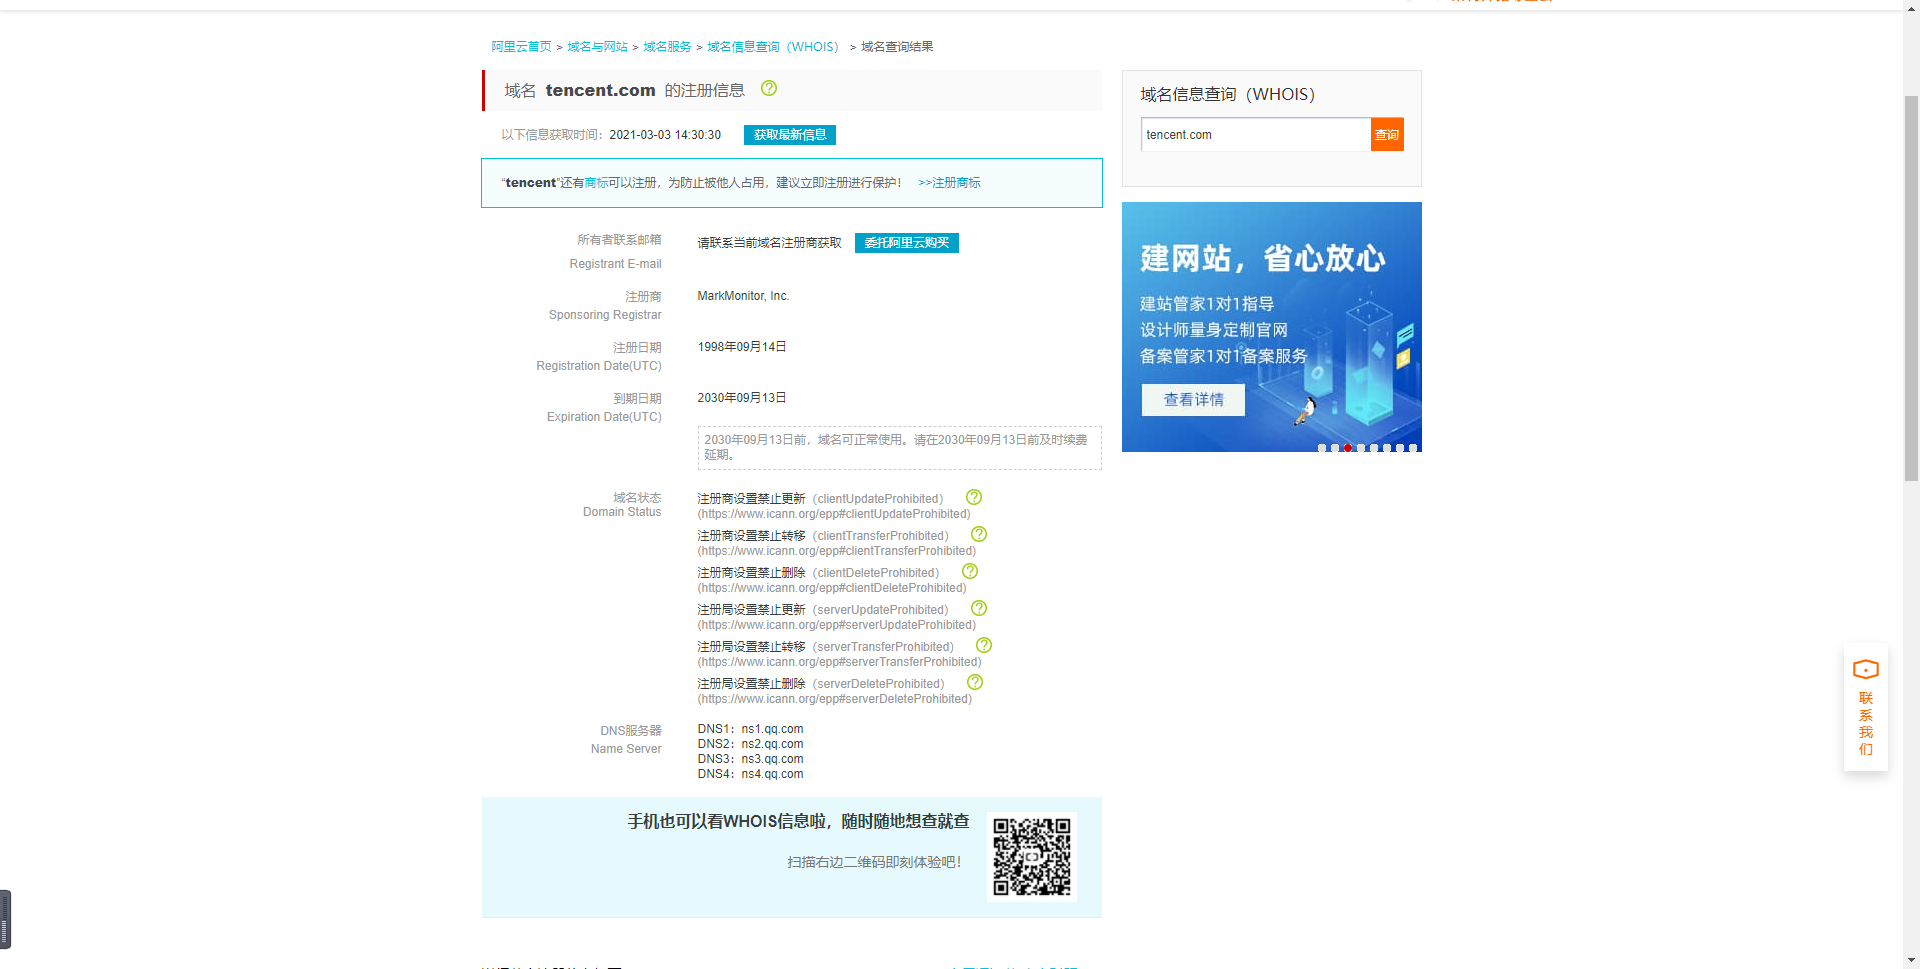 阿里云首页 > 域名与网站 > 域名服务 > 域名信息查询（WHOIS） > 域名查询结果
域名 tencent.com 的注册信息
以下信息获取时间：2021-03-03 14:30:30 获取最新信息
“tencent”还有商标可以注册，为防止被他人占用，建议立即注册进行保护！ >>注册商标
所有者联系邮箱
Registrant E-mail
请联系当前域名注册商获取 委托阿里云购买
注册商
Sponsoring Registrar
MarkMonitor, Inc.
注册日期
Registration Date(UTC)
1998年09月14日
到期日期
Expiration Date(UTC)
2030年09月13日
2030年09月13日前，域名可正常使用。请在2030年09月13日前及时续费
延期。
域名状态
Domain Status
注册商设置禁止更新（clientUpdateProhibited）
(https://www.icann.org/epp#clientUpdateProhibited)
注册商设置禁止转移（clientTransferProhibited）
(https://www.icann.org/epp#clientTransferProhibited)
注册商设置禁止删除（clientDeleteProhibited）
(https://www.icann.org/epp#clientDeleteProhibited)
注册局设置禁止更新（serverUpdateProhibited）
(https://www.icann.org/epp#serverUpdateProhibited)
注册局设置禁止转移（serverTransferProhibited）
(https://www.icann.org/epp#serverTransferProhibited)
注册局设置禁止删除（serverDeleteProhibited）
(https://www.icann.org/epp#serverDeleteProhibited)
DNS服务器
Name Server
DNS1：ns1.qq.com
DNS2：ns2.qq.com
DNS3：ns3.qq.com
DNS4：ns4.qq.com
手机也可以看WHOIS信息啦，随时随地想查就查
扫描右边二维码即刻体验吧！
域名信息查询（WHOIS）
tencent.com 查询
建网站，省心放心
建站管家1对1指导
设计师量身定制官网
备案管家1对1备案服务
查看详情
联
系
我
们